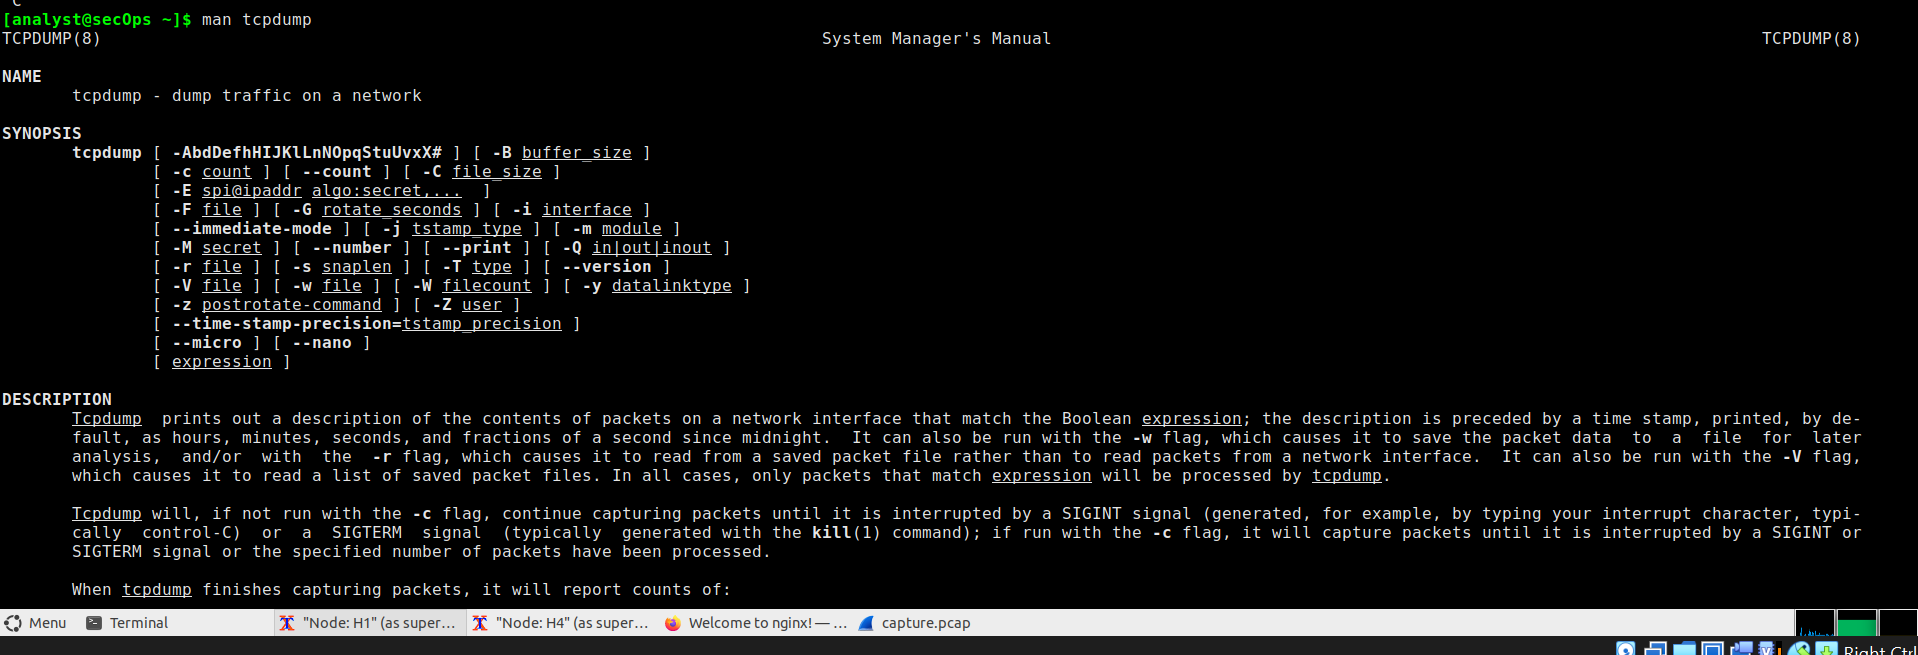 C
[analyst@secOps ~]$ man tcpdump
TCPDUMP(8) System Manager's Manual TCPDUMP(8)
NAME
tcpdump - dump traffic on a network
SYNOPSIS
tcpdump [ -AbdDefhHIJKlLnNOpqStuUvxX# ] [ -B buffer_size ]
[ -c count ] [ --count ] [ -C file_size ]
[ -E spi@ipaddr algo:secret,... ]
[ -F file ] [ -G rotate_seconds ] [ -i interface ]
[ --immediate-mode ] [ -j tstamp_type ] [ -m module ]
[ -M secret ] [ --number ] [ --print ] [ -Q in|out|inout ]
[ -r file ] [ -s snaplen ] [ -T type ] [ --version ]
[ -V file ] [ -w file ] [ -W filecount ] [ -y datalinktype ]
[ -z postrotate-command ] [ -Z user ]
[ --time-stamp-precision=tstamp_precision ]
[ --micro ] [ --nano ]
[ expression ]
DESCRIPTION
Tcpdump prints out a description of the contents of packets on a network interface that match the Boolean expression; the description is preceded by a time stamp, printed, by de-
fault, as hours, minutes, seconds, and fractions of a second since midnight. It can also be run with the -w flag, which causes it to save the packet data to a file for later
analysis, and/or with the -r flag, which causes it to read from a saved packet file rather than to read packets from a network interface. It can also be run with the -V flag,
which causes it to read a list of saved packet files. In all cases, only packets that match expression will be processed by tcpdump.
Tcpdump will, if not run with the -c flag, continue capturing packets until it is interrupted by a SIGINT signal (generated, for example, by typing your interrupt character, typi-
cally control-C) or a SIGTERM signal (typically generated with the kill(1) command); if run with the -c flag, it will capture packets until it is interrupted by a SIGINT or
SIGTERM signal or the specified number of packets have been processed.
When tcpdump finishes capturing packets, it will report counts of:
Menu Terminal "Node: H1" (as super... "Node: H4" (as super... Welcome to nginx! — ... capture.pcap
Right Ctrl